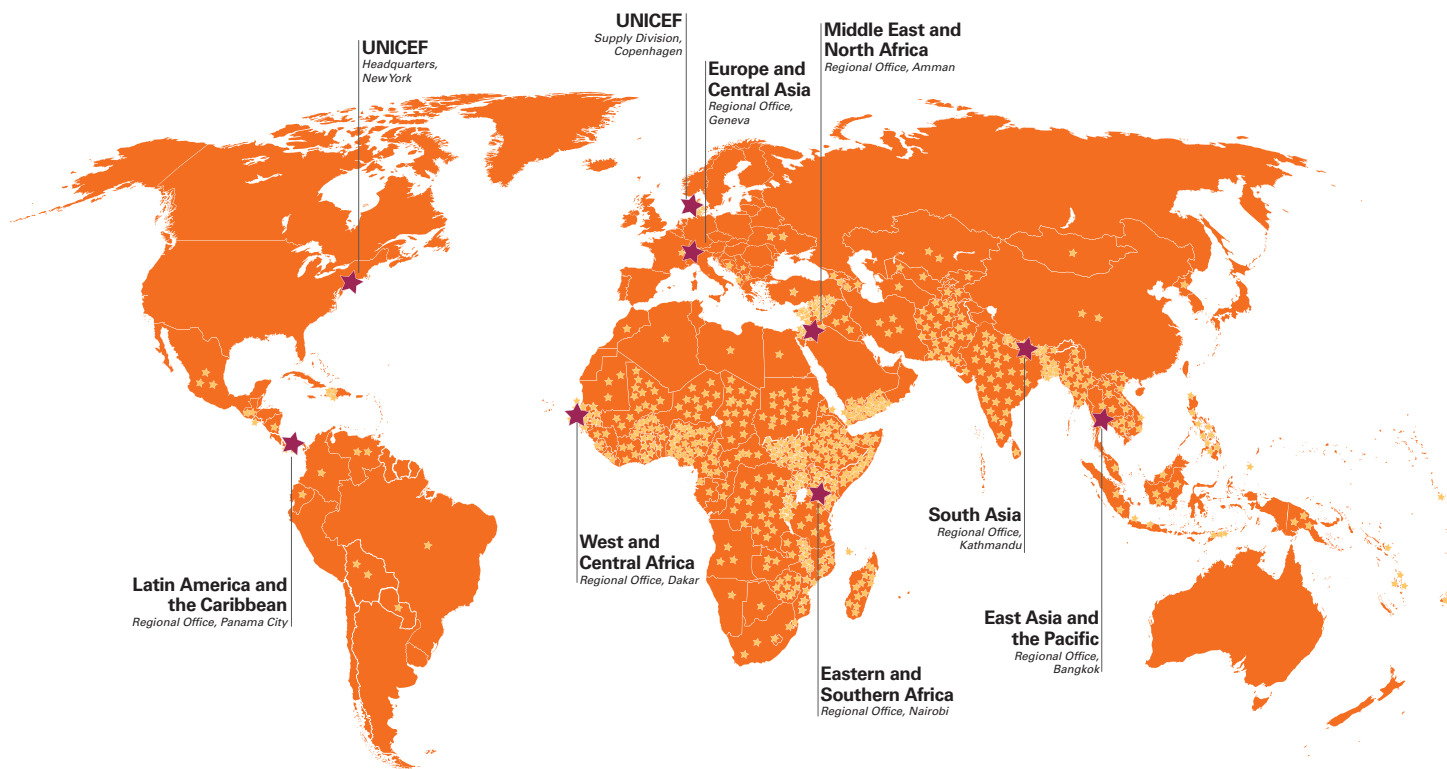 UNICEF
Headquarters,
New York
UNICEF
Supply Division,
Copenhagen
Europe and
Central Asia
Regional Office,
Geneva
Middle East and
North Africa
Regional Office, Amman
Latin America and
the Caribbean
Regional Office, Panama City
West and
Central Africa
Regional Office, Dakar
Eastern and
Southern Africa
Regional Office, Nairobi
South Asia
Regional Office,
Kathmandu
East Asia and
the Pacific
Regional Office,
Bangkok